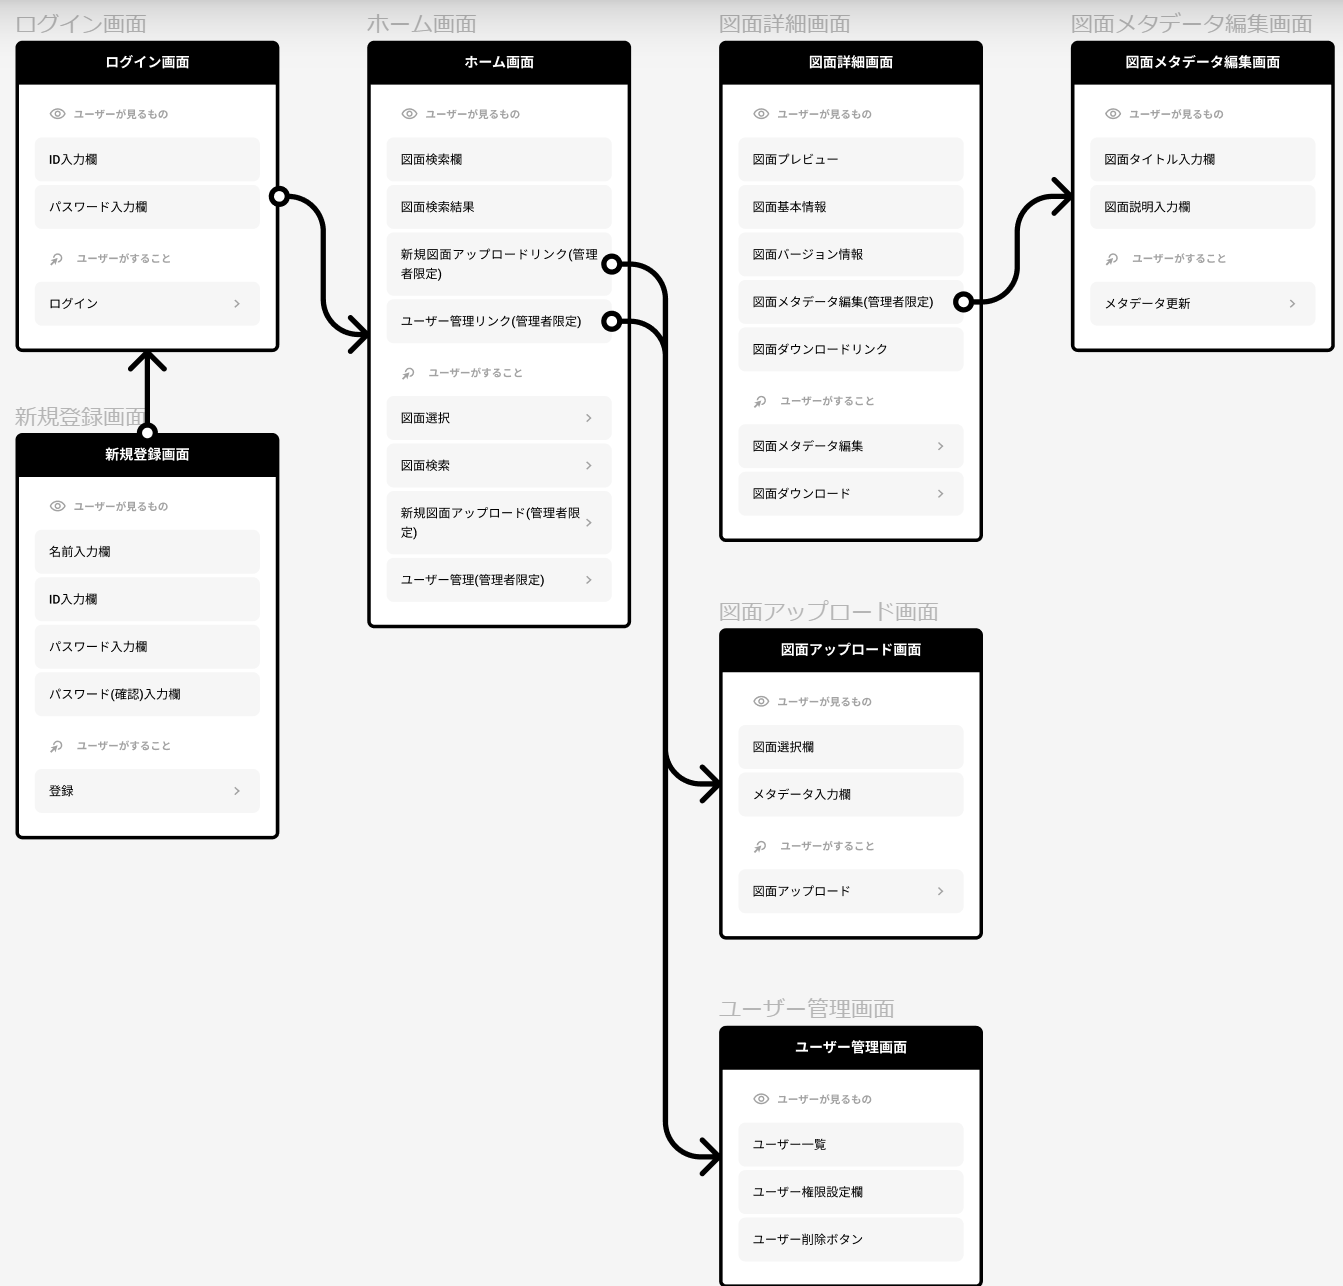 ログイン画面
ログイン画面
ユーザーが見るもの
ID入力欄
パスワード入力欄
ユーザーがすること
ログイン
新規登録画面
新規登録画面
ユーザーが見るもの
名前入力欄
ID入力欄
パスワード入力欄
パスワード(確認)入力欄
ユーザーがすること
登録
ホーム画面
ホーム画面
ユーザーが見るもの
図面検索欄
図面検索結果
新規図面アップロードリンク(管理
者限定)
ユーザー管理リンク(管理者限定)
ユーザーがすること
図面選択
図面検索
新規図面アップロード(管理者限
定)
ユーザー管理(管理者限定)
図面詳細画面
図面詳細画面
ユーザーが見るもの
図面プレビュー
図面基本情報
図面バージョン情報
図面メタデータ編集(管理者限定)
図面ダウンロードリンク
ユーザーがすること
図面メタデータ編集
図面ダウンロード
図面アップロード画面
図面アップロード画面
ユーザーが見るもの
図面選択欄
メタデータ入力欄
ユーザーがすること
図面アップロード
ユーザー管理画面
ユーザー管理画面
ユーザーが見るもの
ユーザー一覧
ユーザー権限設定欄
ユーザー削除ボタン
図面メタデータ編集画面
図面メタデータ編集画面
ユーザーが見るもの
図面タイトル入力欄
図面説明入力欄
ユーザーがすること
メタデータ更新